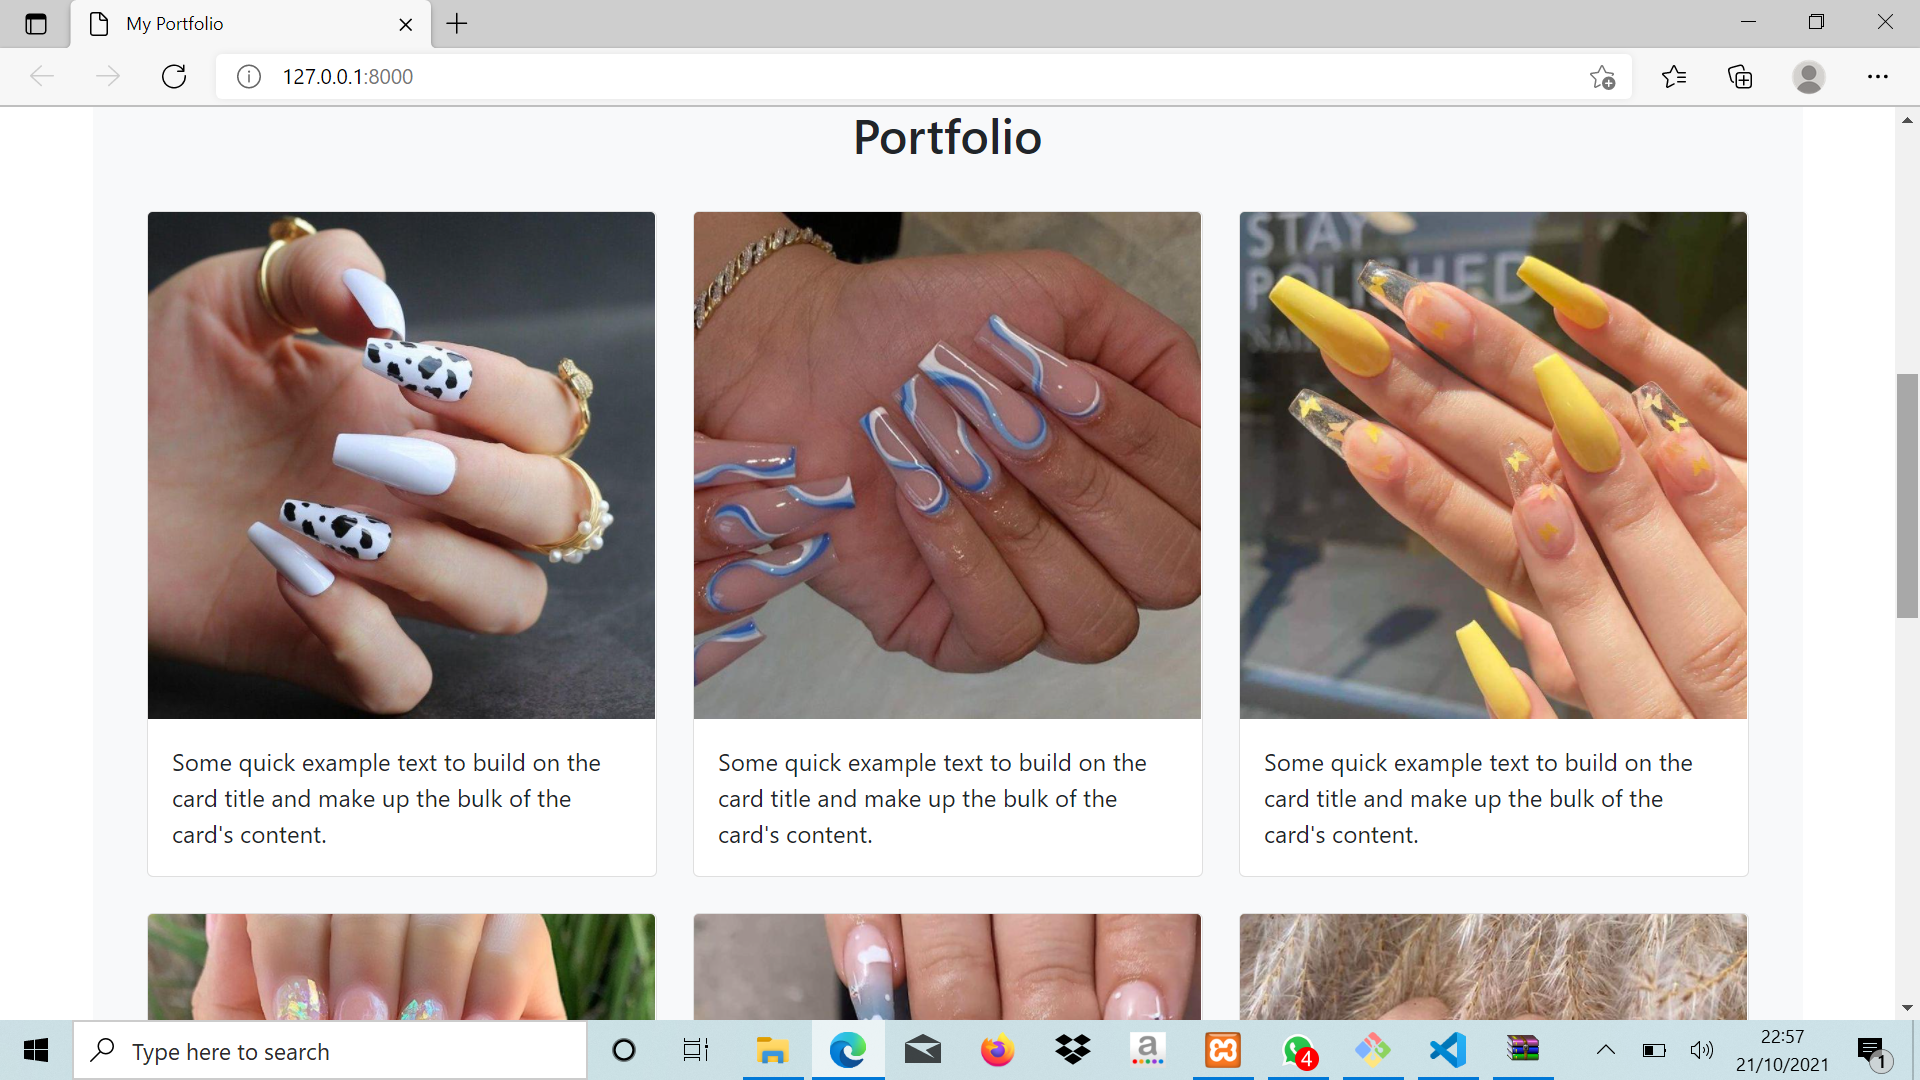 My Portfolio
127.0.0.1:8000
Portfolio
STAY
POLISHED
NAI
Some quick example text to build on the
card title and make up the bulk of the
card's content.
Some quick example text to build on the
card title and make up the bulk of the
card's content.
Some quick example text to build on the
card title and make up the bulk of the
card's content.
Type here to search
a
4
22:57
21/10/2021
1